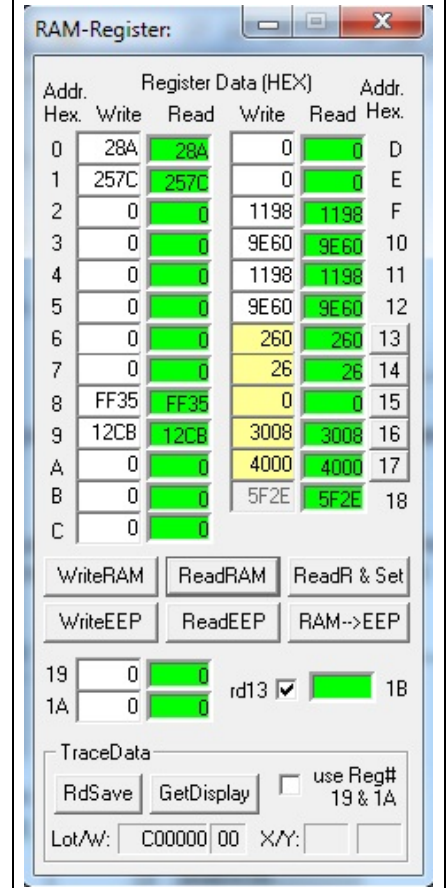 RAM-Register:
Register Data (HEX)
Addr. Hex. Write Read Write Read Addr. Hex.
0 28A 28A 0 0 D
1 257C 257C 0 0 E
2 0 0 1198 1198 F
3 0 0 9E60 9E60 10
4 0 0 1198 1198 11
5 0 0 9E60 9E60 12
6 0 0 260 260 13
7 0 0 26 26 14
8 FF35 FF35 0 0 15
9 12CB 12CB 3008 3008 16
A 0 0 4000 4000 17
B 0 0 5F2E 5F2E 18
C 0 0
WriteRAM ReadRAM ReadR & Set
WriteEEP ReadEEP RAM-->EEP
19 0 0 rd13 1B
1A 0 0
TraceData
RdSave GetDisplay use Reg# 19 & 1A
Lot/W: C00000 00 X/Y: